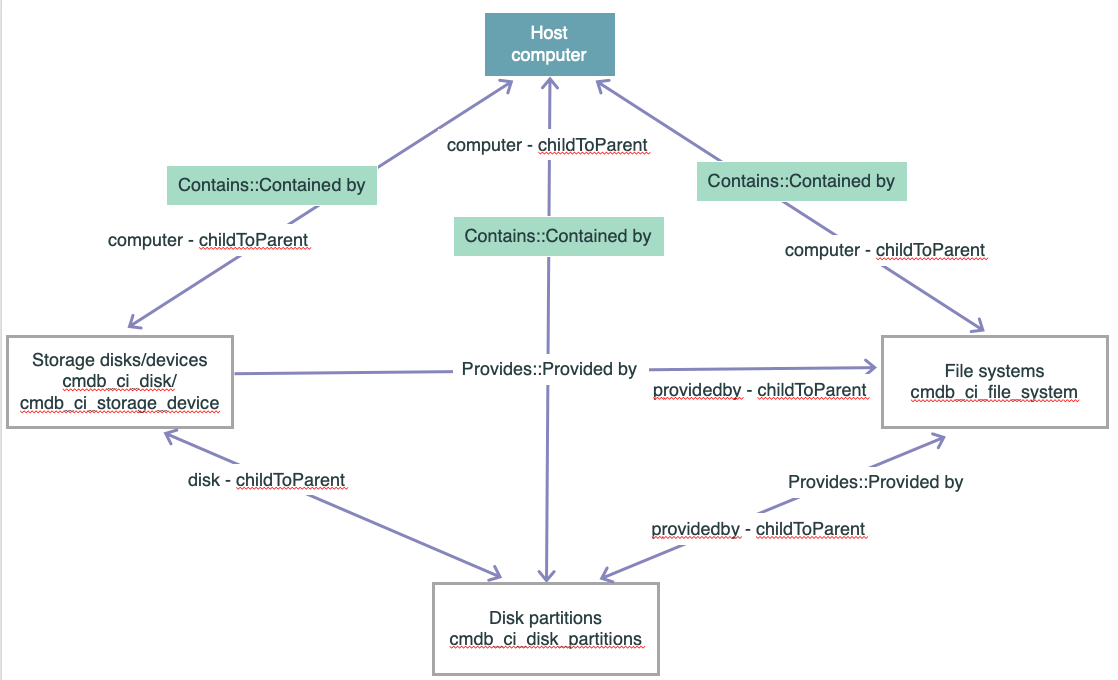 Host
computer
computer - childToParent
Contains::Contained by
Contains::Contained by
Contains::Contained by
computer - childToParent
computer - childToParent
Storage disks/devices
cmdb_ci_disk/
cmdb_ci_storage_device
Provides::Provided by
providedby - childToParent
File systems
cmdb_ci_file_system
disk - childToParent
Provides::Provided by
providedby - childToParent
Disk partitions
cmdb_ci_disk_partitions